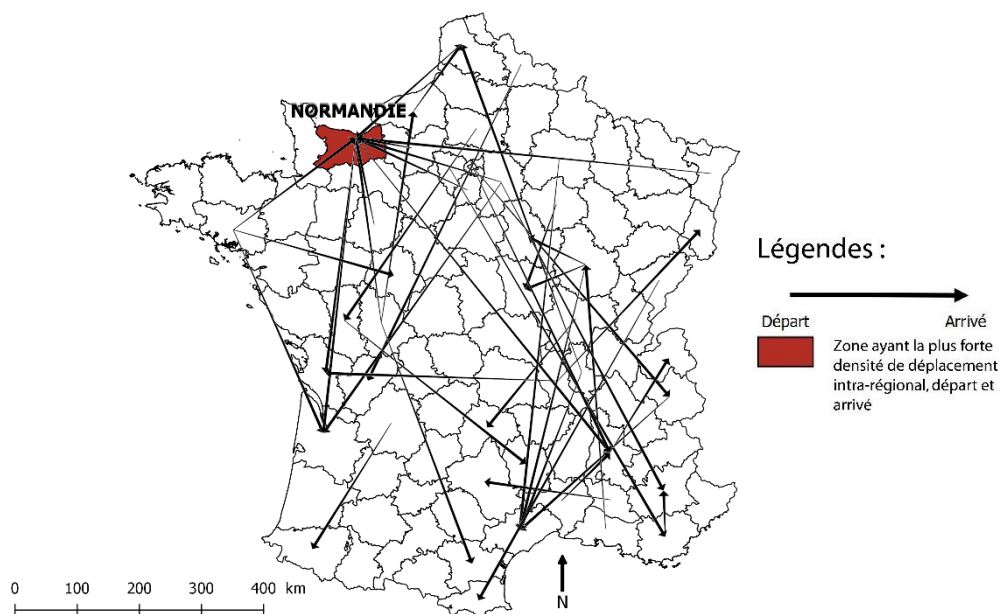 NORMANDIE
Légendes :
Départ
Arrivé
Zone ayant la plus forte
densité de déplacement
intra-régional, départ et
arrivé
0 100 200 300 400 km
N